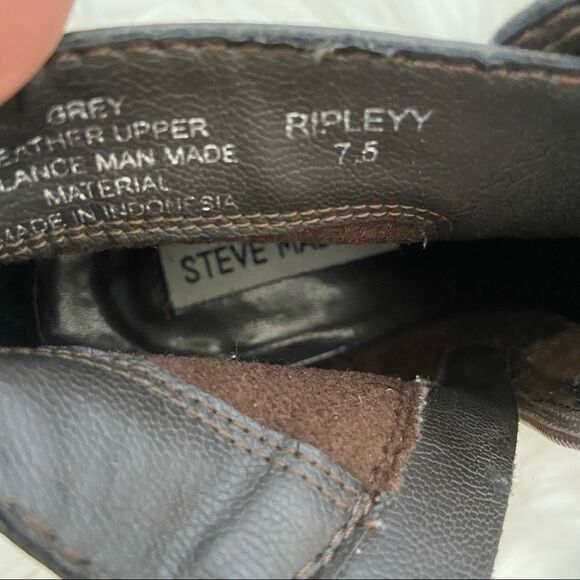 GREY
EATHER UPPER
LANCE MAN MADE
MATERIAL
MADE IN INDONESIA
RIPLEYY
7.5
STEVE MA